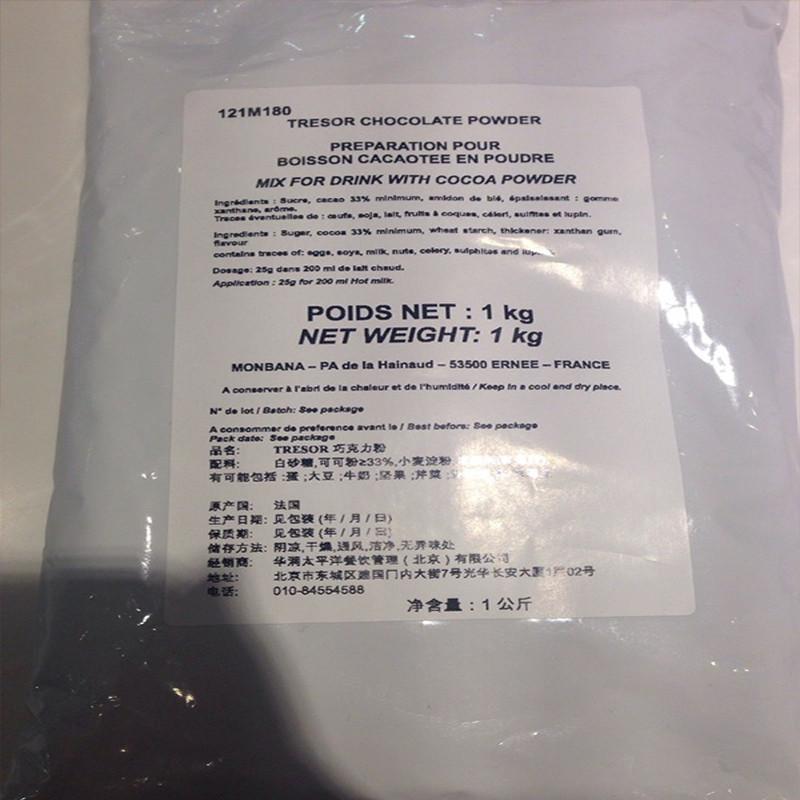 121M180
TRESOR CHOCOLATE POWDER
PREPARATION POUR
BOISSON CACAOTEE EN POUDRE
MIX FOR DRINK WITH COCOA POWDER
Ingrédients : Sucre, cacao 33% minimum, amidon de blé, épaississant : gomme
xanthane, arôme.
Traces éventuelles de : oeufs, soja, lait, fruits à coques, céleri, sulfites et lupin.
Ingredients : Sugar, cocoa 33% minimum, wheat starch, thickener: xanthan gum,
flavour
contains traces of: eggs, soya, milk, nuts, celery, sulphites and lupin.
Dosage: 25g dans 200 ml de lait chaud.
Application : 25g for 200 ml Hot milk.
POIDS NET : 1 kg
NET WEIGHT: 1 kg
MONBANA – PA de la Hainaud – 53500 ERNEE – FRANCE
A conserver à l'abri de la chaleur et de l'humidité / Keep in a cool and dry place.
N° de lot / Batch: See package
A consommer de preference avant le / Best before: See package
Pack date: See package
品名: TRESOR 巧克力粉
配料: 白砂糖,可可粉≥33%,小麦淀粉
有可能包括 :蛋 ;大豆 ;牛奶 ;坚果 ;芹菜
原产国: 法国
生产日期: 见包装 (年 / 月 / 日)
保质期: 见包装 (年 / 月 / 日)
储存方法: 阴凉,干燥,通风,洁净,无异味处
经销商: 华润太平洋餐饮管理 ( 北京 ) 有限公司
地址: 北京市东城区建国门内大街7号光华长安大厦
电话: 010-84554588
净含量 : 1 公斤